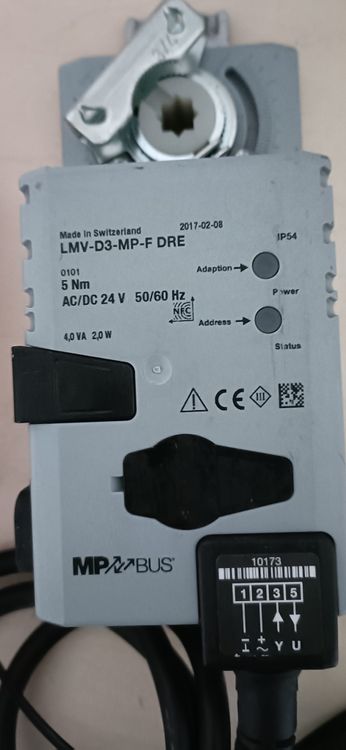 374
Made in Switzerland 2017-02-08
LMV-D3-MP-F DRE
IP54
0101
Adaption
5 Nm
Power
AC/DC 24 V 50/60 Hz
NFC
Address
4,0 VA 2,0 W
Status
CE
III
MP BUS
10173
1 2 3 5
Y U